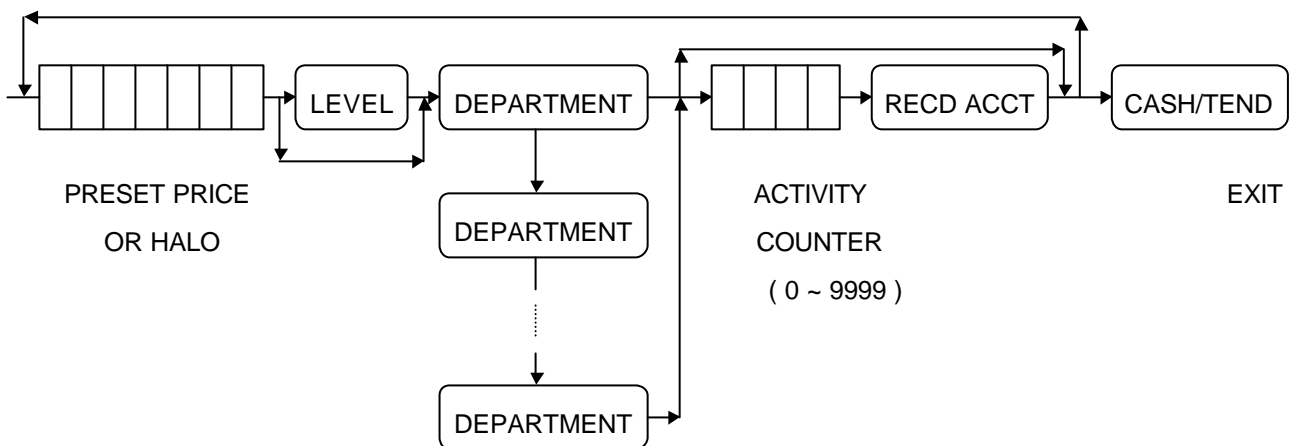 LEVEL DEPARTMENT RECD ACCT CASH/TEND
PRESET PRICE
OR HALO
DEPARTMENT
ACTIVITY
COUNTER
( 0 ~ 9999 )
EXIT
DEPARTMENT